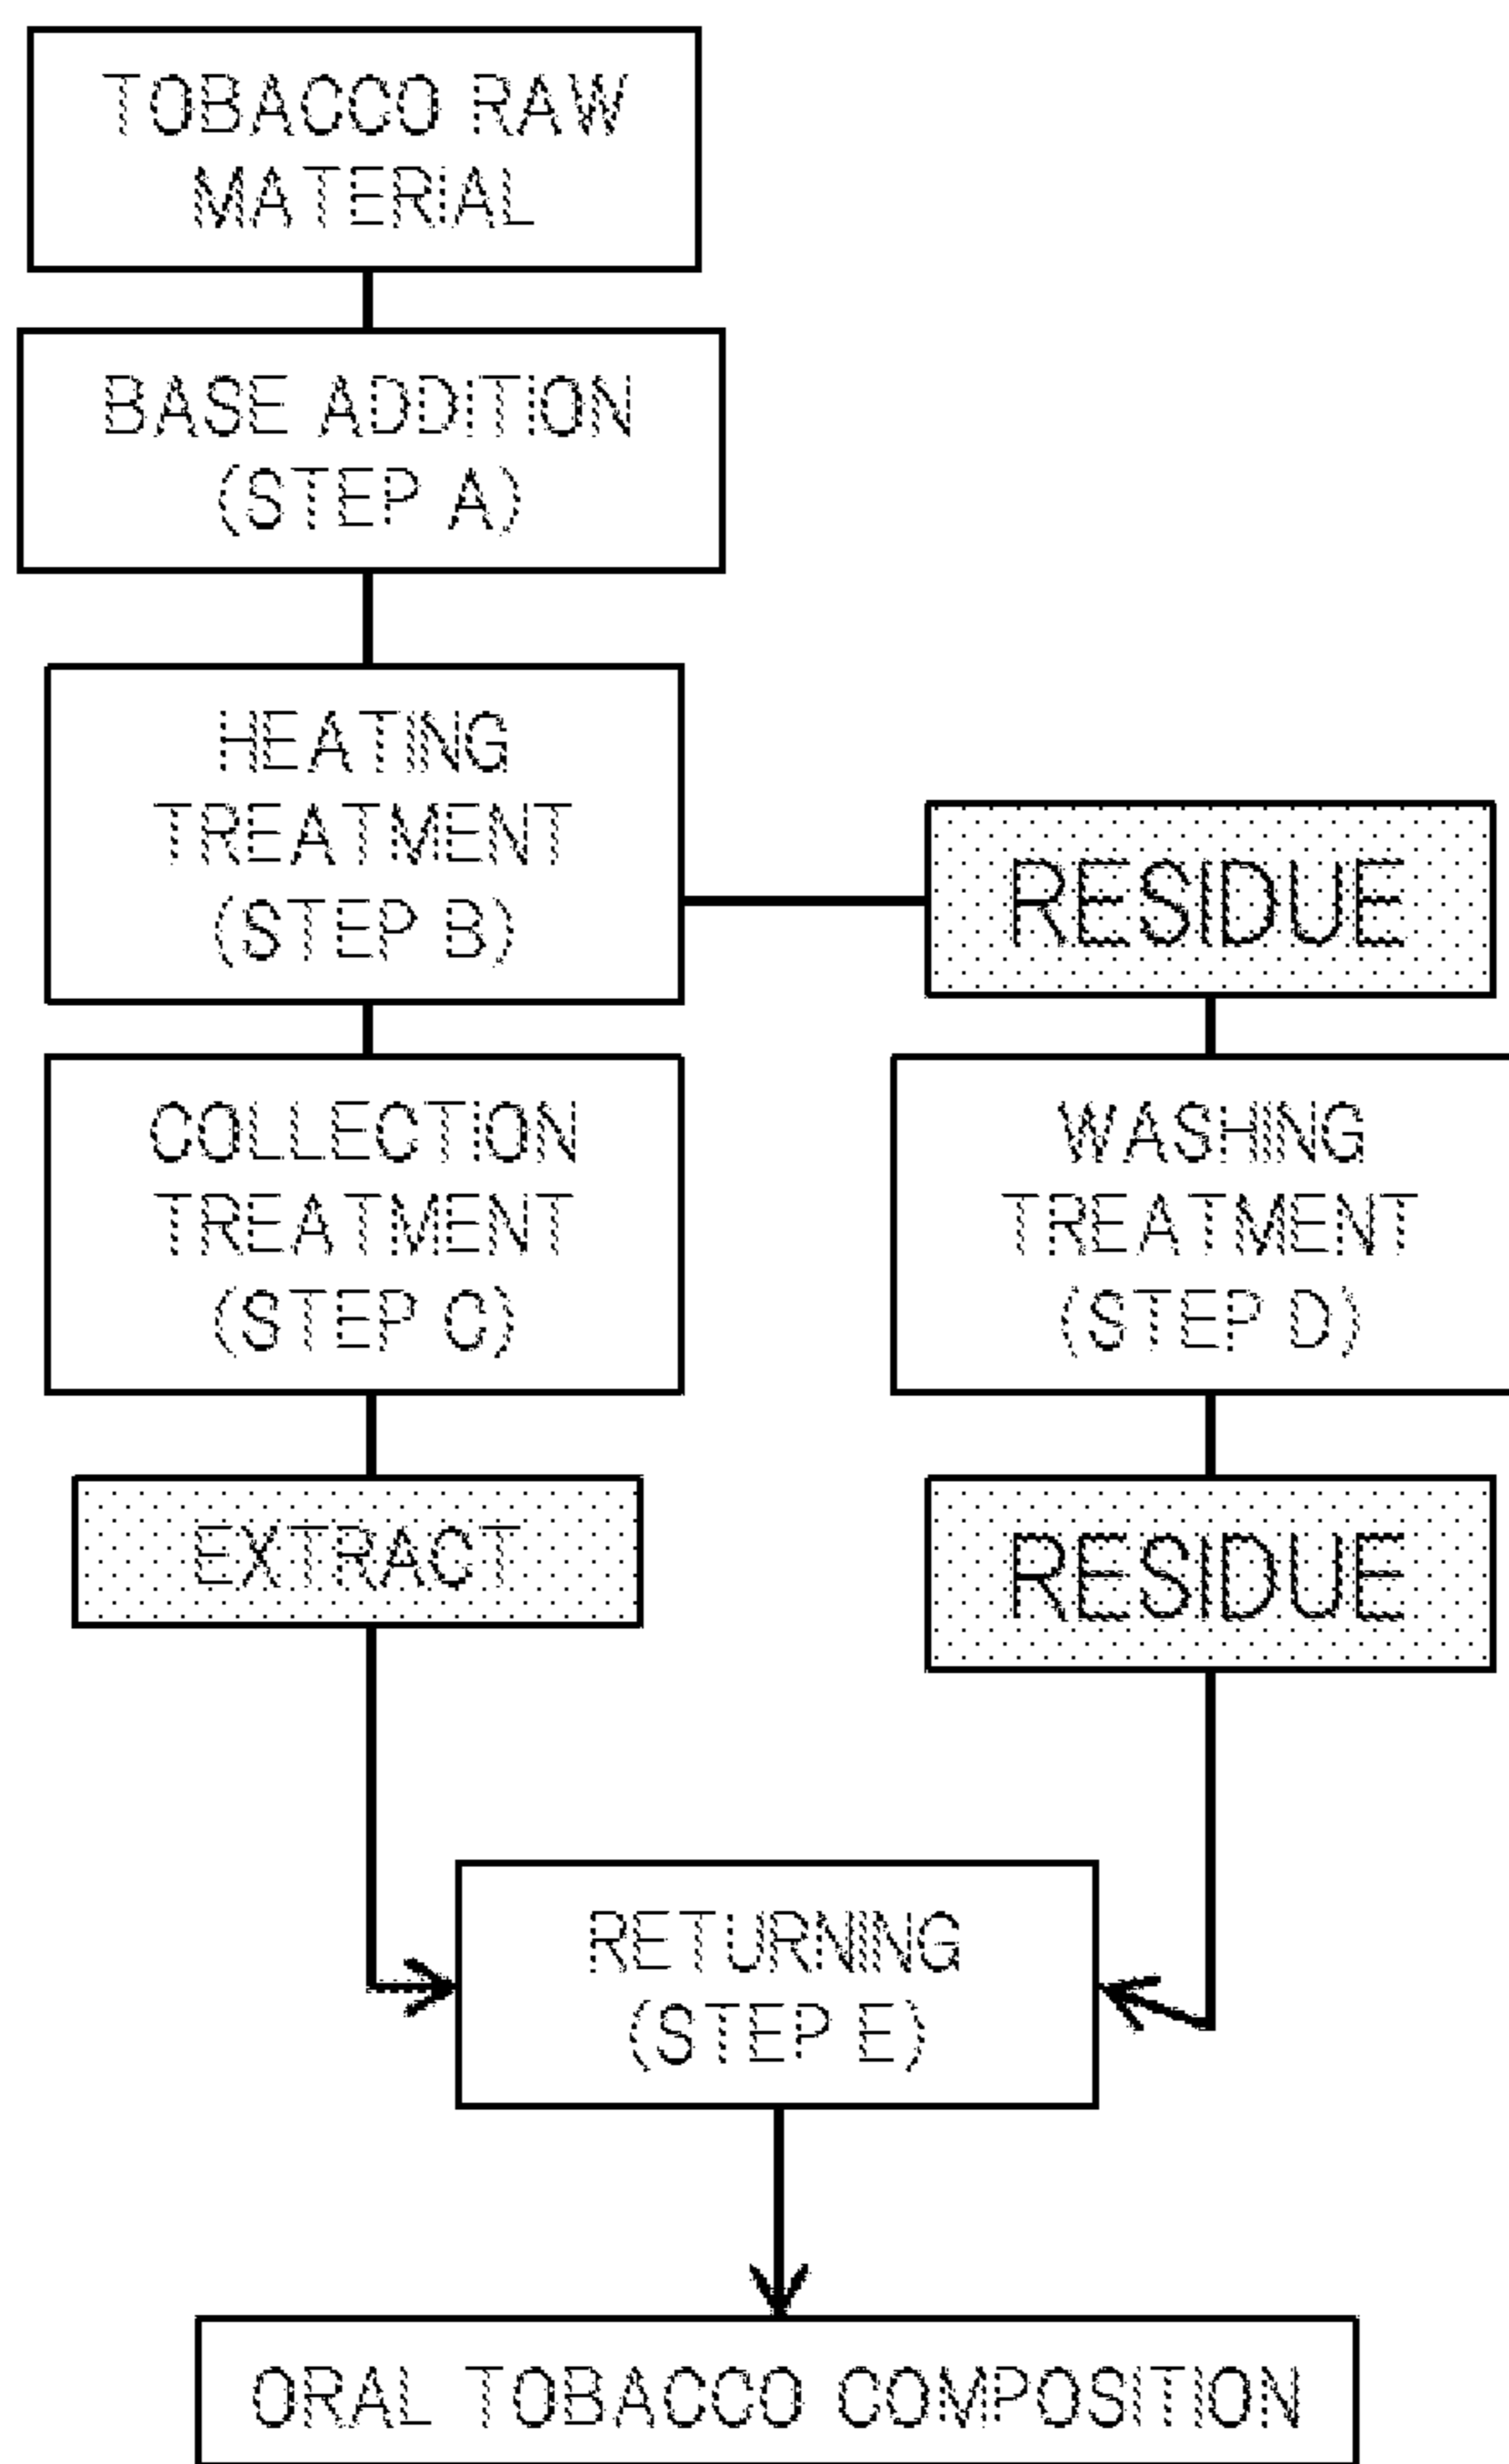 TOBACCO RAW
MATERIAL
BASE ADDITION
(STEP A)
HEATING
TREATMENT
(STEP B)
RESIDUE
COLLECTION
TREATMENT
(STEP C)
WASHING
TREATMENT
(STEP D)
EXTRACT
RESIDUE
RETURNING
(STEP E)
ORAL TOBACCO COMPOSITION